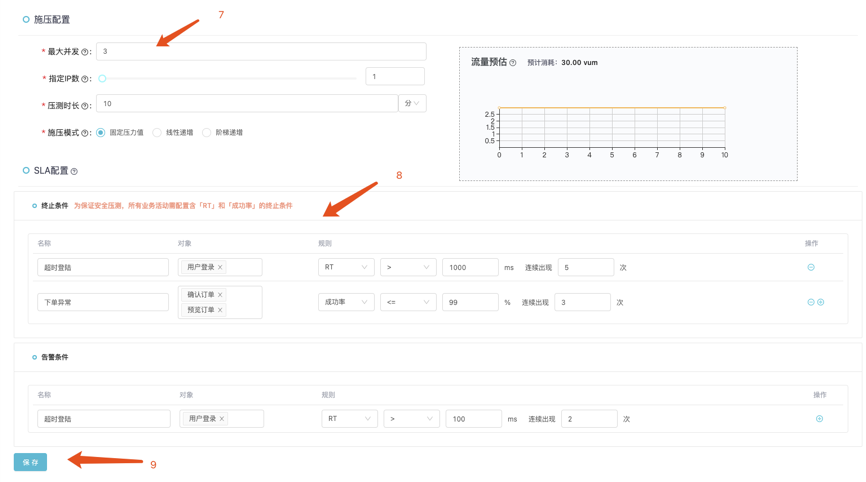 施压配置
7
* 最大并发 ?: 3
* 指定IP数 ?: 1
* 压测时长 ?: 10 分
* 施压模式 ?: 固定压力值 线性递增 阶梯递增
流量预估 ? 预计消耗: 30.00 vum
2.5
2
1.5
1
0.5
0 1 2 3 4 5 6 7 8 9 10
SLA配置 ?
8
终止条件 为保证安全压测，所有业务活动需配置含「RT」和「成功率」的终止条件
名称 对象 规则 操作
超时登陆 用户登录 × RT > 1000 ms 连续出现 5 次
下单异常 确认订单 × 预览订单 × 成功率 <= 99 % 连续出现 3 次
告警条件
名称 对象 规则 操作
超时登陆 用户登录 × RT > 100 ms 连续出现 2 次
保 存
9